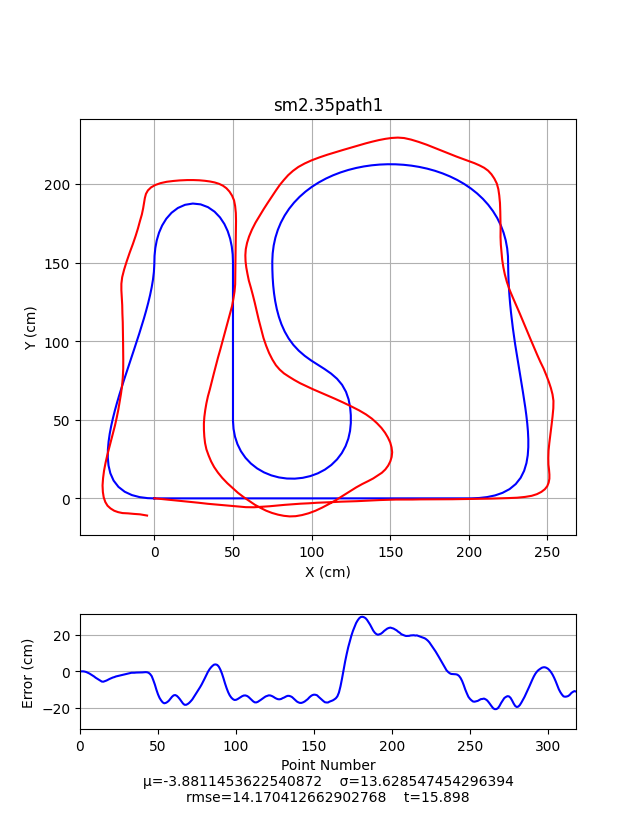 sm2.35path1
200
150
100
50
0
Y (cm)
0 50 100 150 200 250
X (cm)
20
0
−20
Error (cm)
0 50 100 150 200 250 300
Point Number
μ=-3.8811453622540872 σ=13.628547454296394
rmse=14.170412662902768 t=15.898